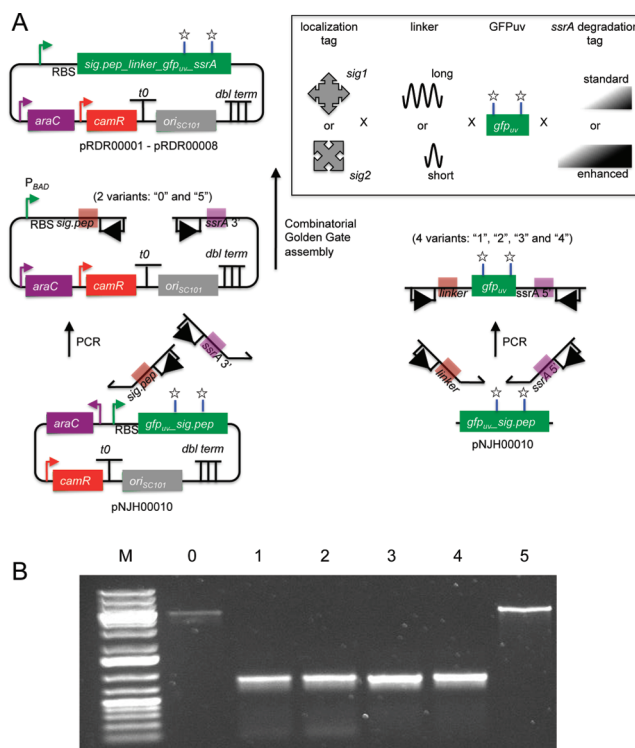 A
sig.pep_linker_gfpuv_ssrA
RBS
t0
dbl term
araC
camR
oriSC101
pRDR00001 - pRDR00008
localization tag
linker
GFPuv
ssrA degradation tag
sig1
long
standard
or
X
or
X
gfpuv
X
or
sig2
short
enhanced
PBAD
(2 variants: "0" and "5")
RBS
sig.pep
ssrA 3'
t0
dbl term
araC
camR
oriSC101
Combinatorial
Golden Gate
assembly
(4 variants: "1", "2", "3" and "4")
linker
gfpuv
ssrA 5'
PCR
sig.pep
ssrA 3'
PCR
linker
ssrA 5'
araC
RBS
gfpuv_sig.pep
t0
dbl term
camR
oriSC101
pNJH00010
gfpuv_sig.pep
pNJH00010
B
M 0 1 2 3 4 5